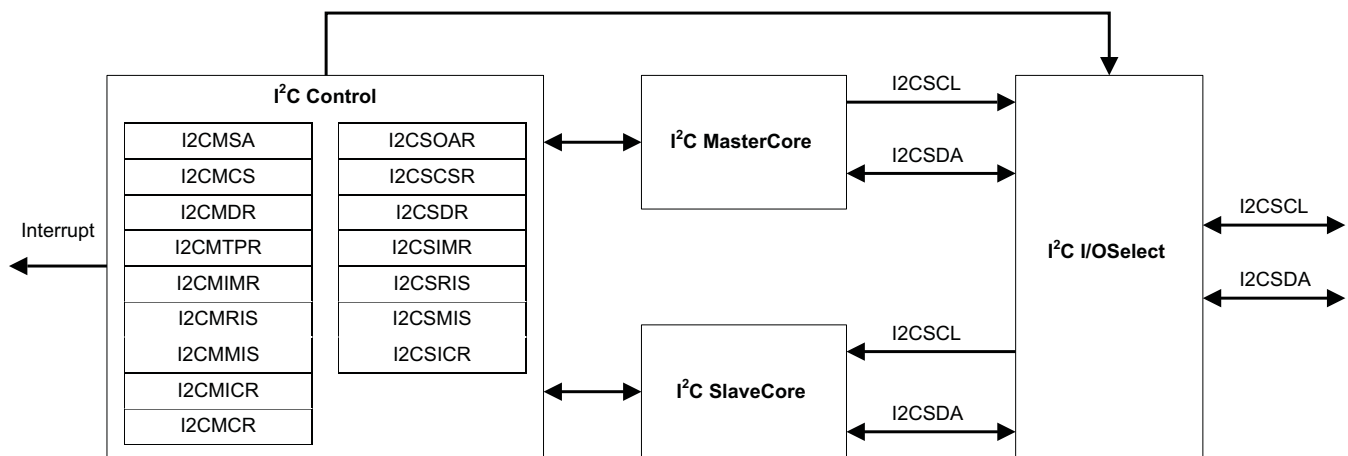 I²C Control
I2CMSA
I2CMCS
I2CMDR
I2CMTPR
I2CMIMR
I2CMRIS
I2CMMIS
I2CMICR
I2CMCR
I2CSOAR
I2CSCSR
I2CSDR
I2CSIMR
I2CSRIS
I2CSMIS
I2CSICR
Interrupt
I²C MasterCore
I2CSCL
I2CSDA
I²C SlaveCore
I2CSCL
I2CSDA
I²C I/OSelect
I2CSCL
I2CSDA